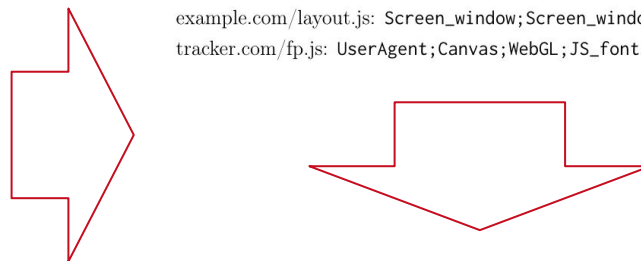 example.com/layout.js: Screen_window;Screen_windo
tracker.com/fp.js: UserAgent;Canvas;WebGL;JS_font